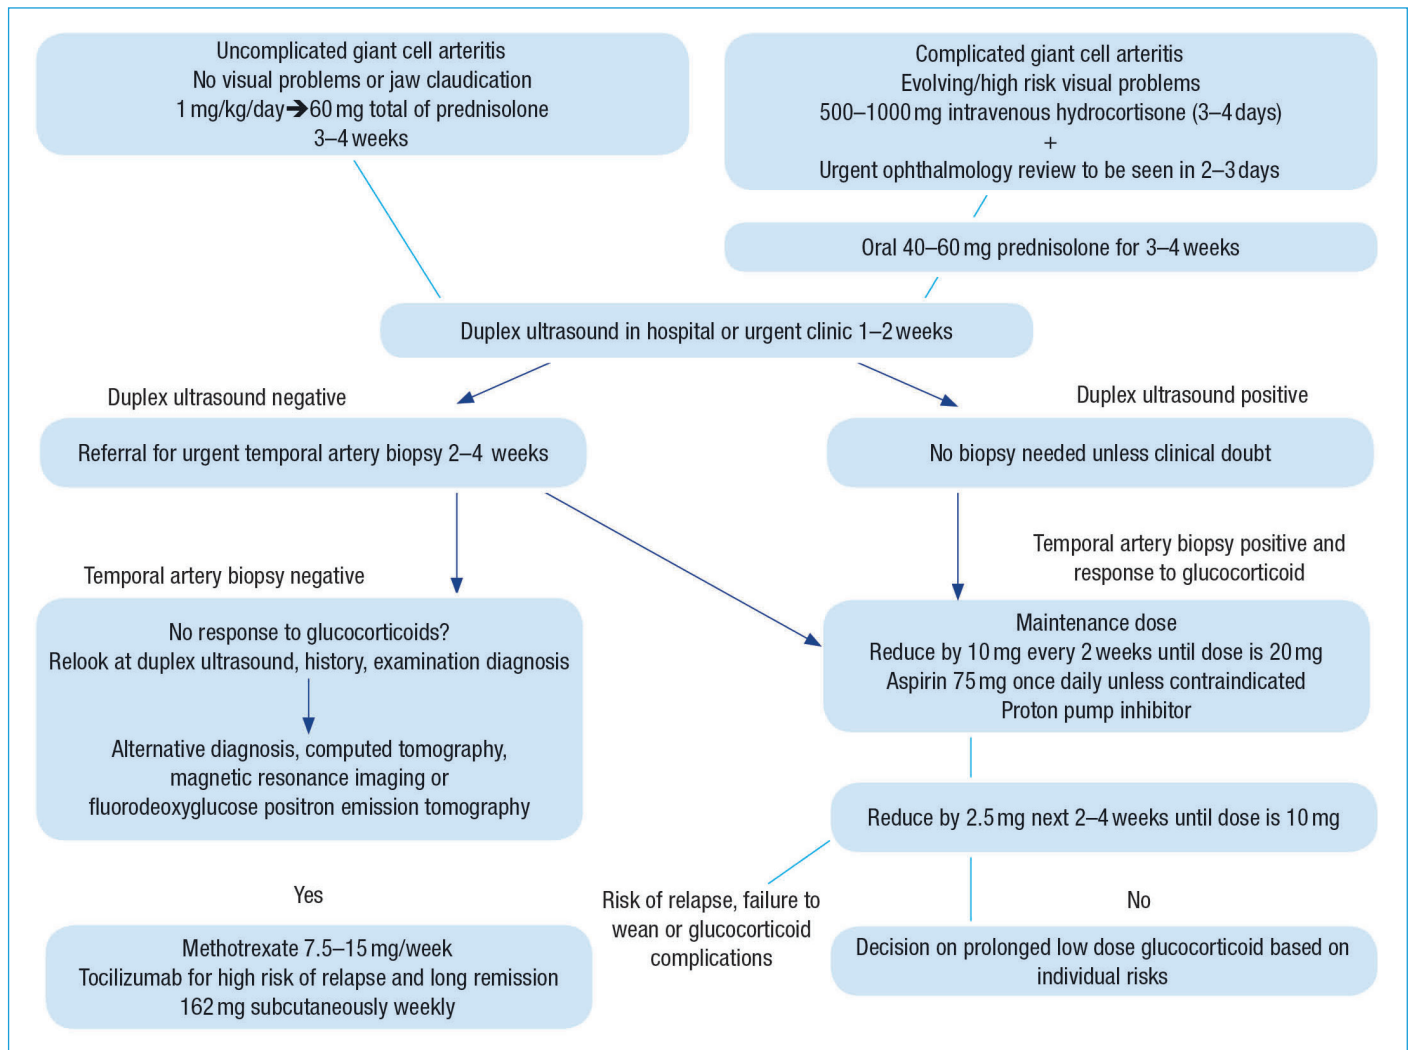 Uncomplicated giant cell arteritis
No visual problems or jaw claudication
1 mg/kg/day➔60 mg total of prednisolone
3–4 weeks
Complicated giant cell arteritis
Evolving/high risk visual problems
500–1000 mg intravenous hydrocortisone (3–4 days)
+
Urgent ophthalmology review to be seen in 2–3 days
Oral 40–60 mg prednisolone for 3–4 weeks
Duplex ultrasound in hospital or urgent clinic 1–2 weeks
Duplex ultrasound negative
Duplex ultrasound positive
Referral for urgent temporal artery biopsy 2–4 weeks
No biopsy needed unless clinical doubt
Temporal artery biopsy negative
Temporal artery biopsy positive and
response to glucocorticoid
No response to glucocorticoids?
Relook at duplex ultrasound, history, examination diagnosis
Alternative diagnosis, computed tomography,
magnetic resonance imaging or
fluorodeoxyglucose positron emission tomography
Maintenance dose
Reduce by 10 mg every 2 weeks until dose is 20 mg
Aspirin 75 mg once daily unless contraindicated
Proton pump inhibitor
Reduce by 2.5 mg next 2–4 weeks until dose is 10 mg
Yes
Risk of relapse, failure to
wean or glucocorticoid
complications
No
Methotrexate 7.5–15 mg/week
Tocilizumab for high risk of relapse and long remission
162 mg subcutaneously weekly
Decision on prolonged low dose glucocorticoid based on
individual risks